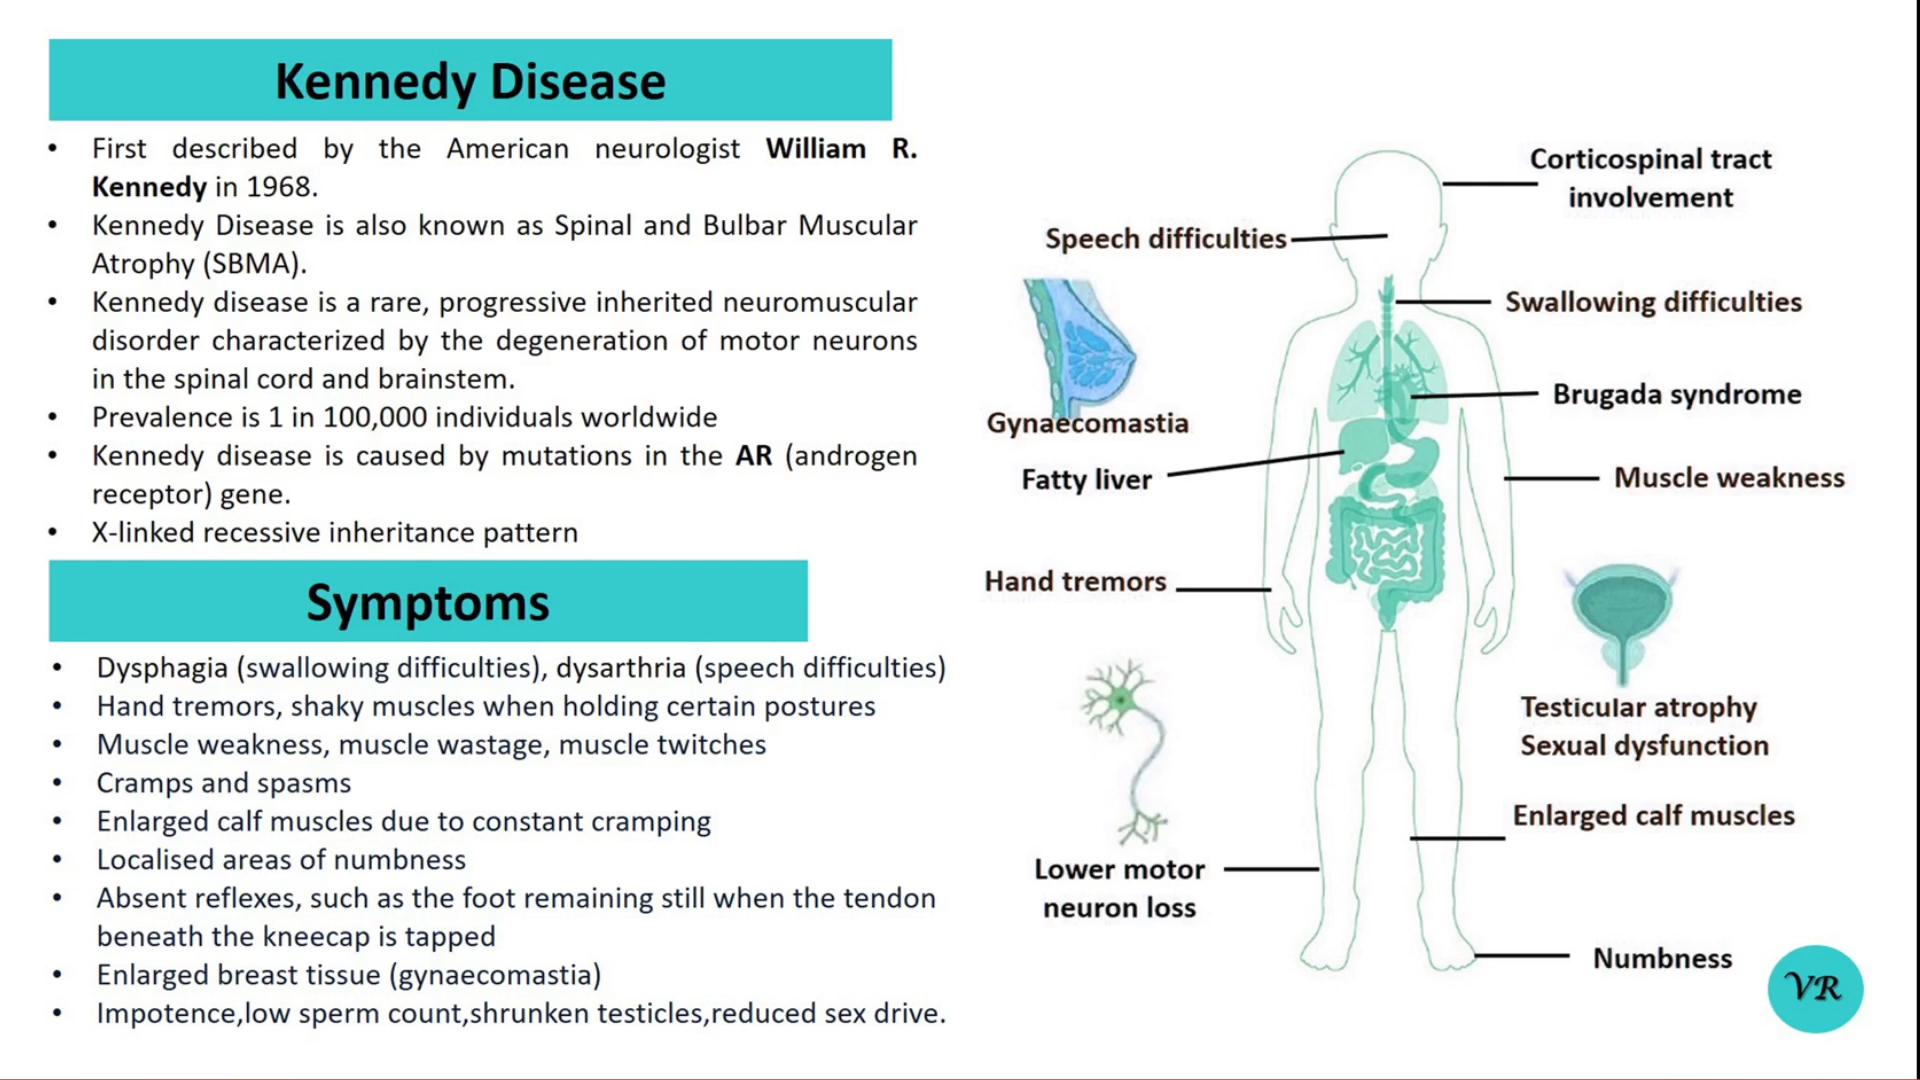 Kennedy Disease
• First described by the American neurologist William R.
Kennedy in 1968.
• Kennedy Disease is also known as Spinal and Bulbar Muscular
Atrophy (SBMA).
• Kennedy disease is a rare, progressive inherited neuromuscular
disorder characterized by the degeneration of motor neurons
in the spinal cord and brainstem.
• Prevalence is 1 in 100,000 individuals worldwide
• Kennedy disease is caused by mutations in the AR (androgen
receptor) gene.
• X-linked recessive inheritance pattern
Symptoms
• Dysphagia (swallowing difficulties), dysarthria (speech difficulties)
• Hand tremors, shaky muscles when holding certain postures
• Muscle weakness, muscle wastage, muscle twitches
• Cramps and spasms
• Enlarged calf muscles due to constant cramping
• Localised areas of numbness
• Absent reflexes, such as the foot remaining still when the tendon
beneath the kneecap is tapped
• Enlarged breast tissue (gynaecomastia)
• Impotence,low sperm count,shrunken testicles,reduced sex drive.
Corticospinal tract
involvement
Speech difficulties
Swallowing difficulties
Brugada syndrome
Gynaecomastia
Fatty liver
Muscle weakness
Hand tremors
Testicular atrophy
Sexual dysfunction
Enlarged calf muscles
Lower motor
neuron loss
Numbness
VR